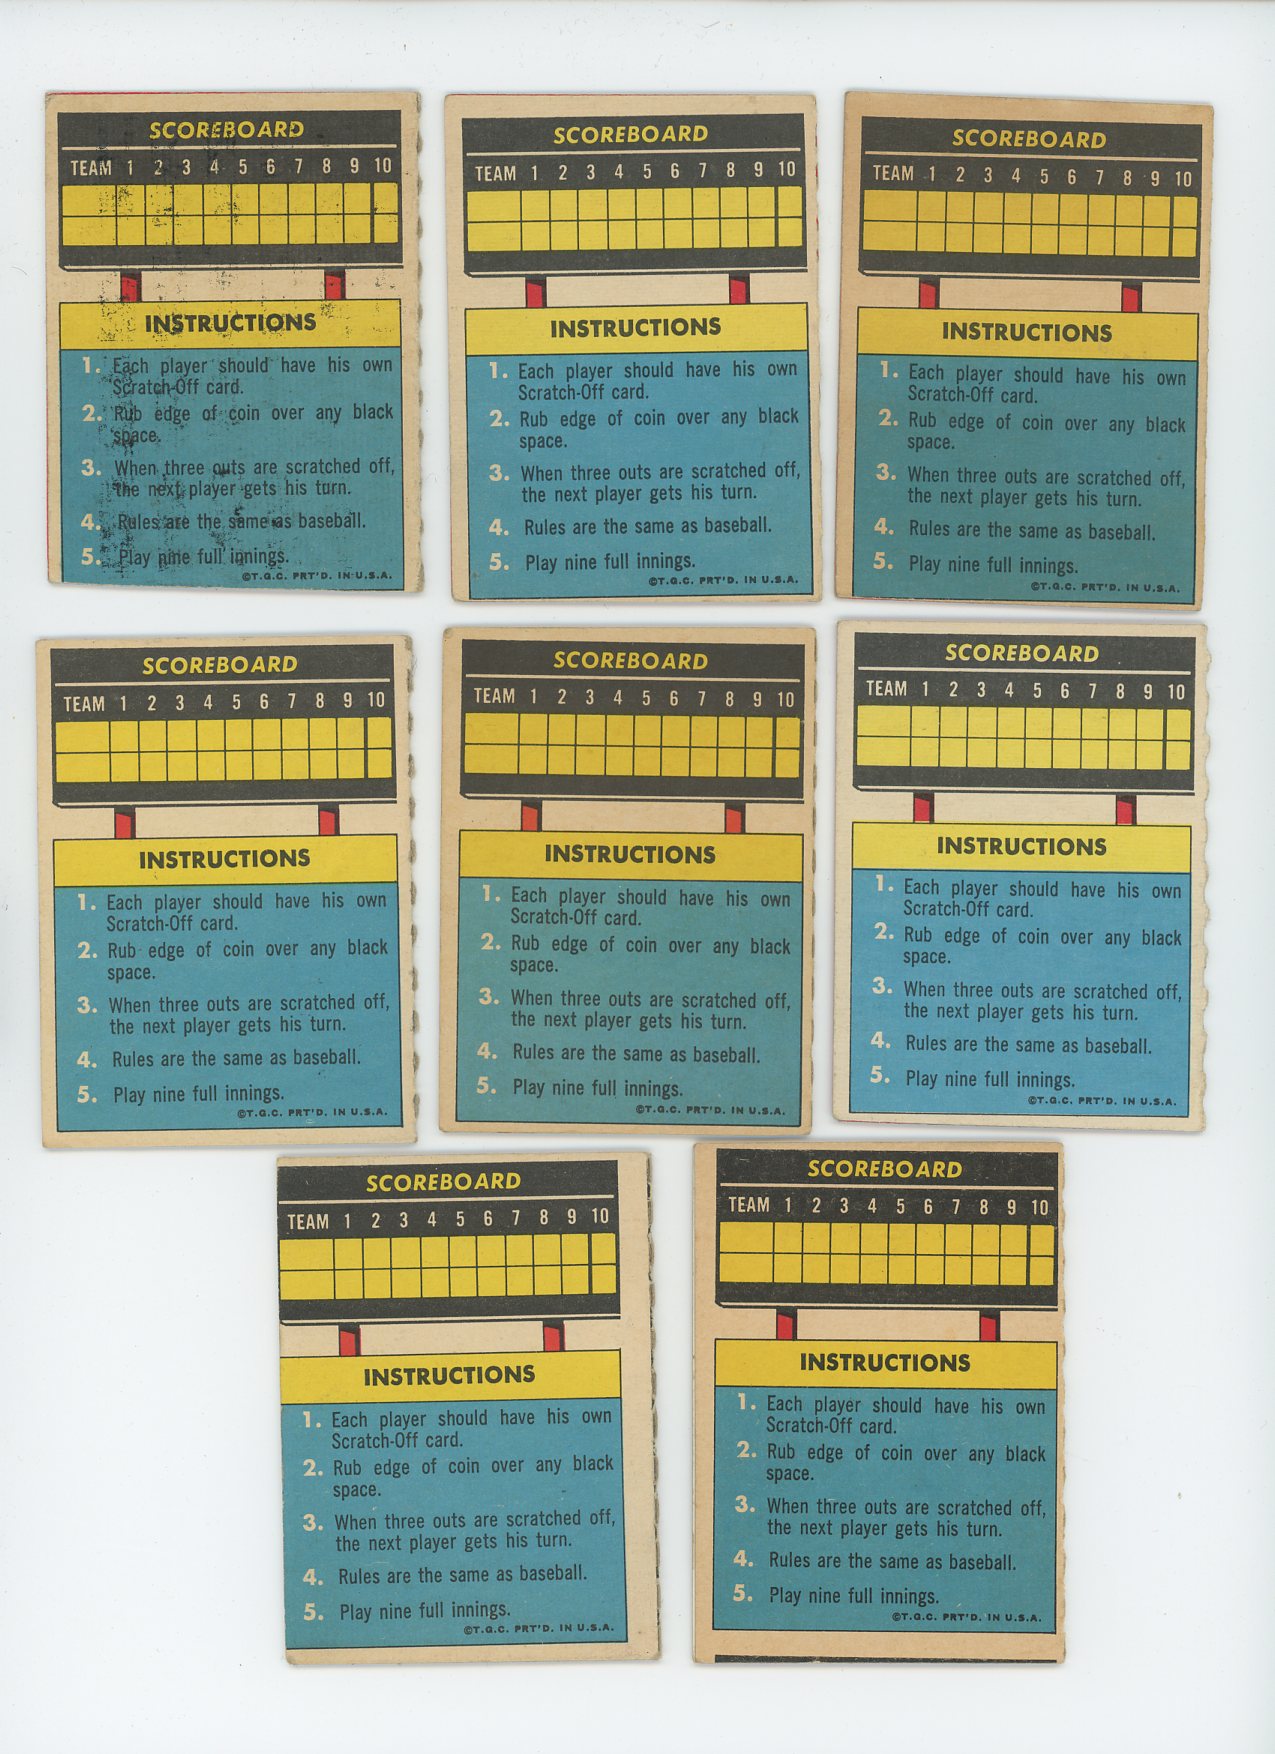 SCOREBOARD
TEAM 1 2 3 4 5 6 7 8 9 10
INSTRUCTIONS
1. Each player should have his own
Scratch-Off card.
2. Rub edge of coin over any black
space.
3. When three outs are scratched off,
the next player gets his turn.
4. Rules are the same as baseball.
5. Play nine full innings.
©T.G.C. PRT'D. IN U.S.A.
SCOREBOARD
TEAM 1 2 3 4 5 6 7 8 9 10
INSTRUCTIONS
1. Each player should have his own
Scratch-Off card.
2. Rub edge of coin over any black
space.
3. When three outs are scratched off,
the next player gets his turn.
4. Rules are the same as baseball.
5. Play nine full innings.
©T.G.C. PRT'D. IN U.S.A.
SCOREBOARD
TEAM 1 2 3 4 5 6 7 8 9 10
INSTRUCTIONS
1. Each player should have his own
Scratch-Off card.
2. Rub edge of coin over any black
space.
3. When three outs are scratched off,
the next player gets his turn.
4. Rules are the same as baseball.
5. Play nine full innings.
©T.G.C. PRT'D. IN U.S.A.
SCOREBOARD
TEAM 1 2 3 4 5 6 7 8 9 10
INSTRUCTIONS
1. Each player should have his own
Scratch-Off card.
2. Rub edge of coin over any black
space.
3. When three outs are scratched off,
the next player gets his turn.
4. Rules are the same as baseball.
5. Play nine full innings.
©T.G.C. PRT'D. IN U.S.A.
SCOREBOARD
TEAM 1 2 3 4 5 6 7 8 9 10
INSTRUCTIONS
1. Each player should have his own
Scratch-Off card.
2. Rub edge of coin over any black
space.
3. When three outs are scratched off,
the next player gets his turn.
4. Rules are the same as baseball.
5. Play nine full innings.
©T.G.C. PRT'D. IN U.S.A.
SCOREBOARD
TEAM 1 2 3 4 5 6 7 8 9 10
INSTRUCTIONS
1. Each player should have his own
Scratch-Off card.
2. Rub edge of coin over any black
space.
3. When three outs are scratched off,
the next player gets his turn.
4. Rules are the same as baseball.
5. Play nine full innings.
©T.G.C. PRT'D. IN U.S.A.
SCOREBOARD
TEAM 1 2 3 4 5 6 7 8 9 10
INSTRUCTIONS
1. Each player should have his own
Scratch-Off card.
2. Rub edge of coin over any black
space.
3. When three outs are scratched off,
the next player gets his turn.
4. Rules are the same as baseball.
5. Play nine full innings.
©T.G.C. PRT'D. IN U.S.A.
SCOREBOARD
TEAM 1 2 3 4 5 6 7 8 9 10
INSTRUCTIONS
1. Each player should have his own
Scratch-Off card.
2. Rub edge of coin over any black
space.
3. When three outs are scratched off,
the next player gets his turn.
4. Rules are the same as baseball.
5. Play nine full innings.
©T.G.C. PRT'D. IN U.S.A.